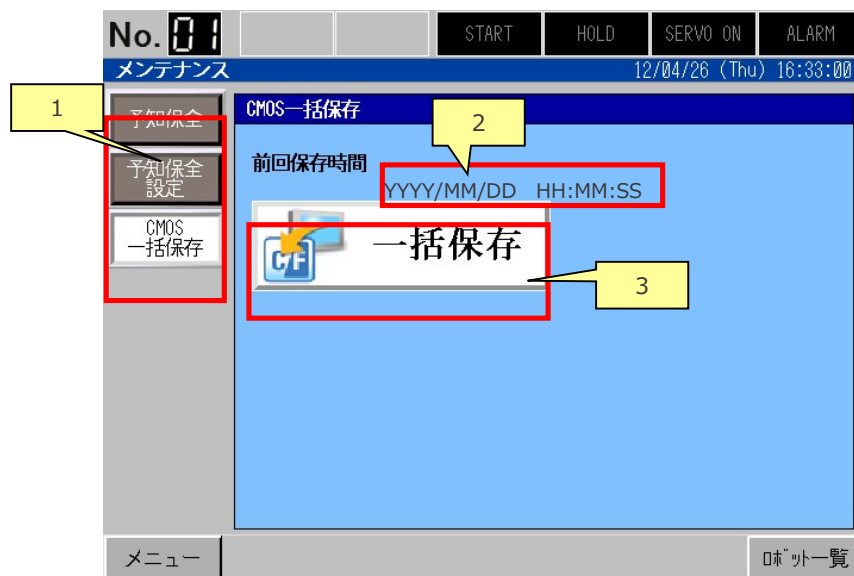 No. 01
START
HOLD
SERVO ON
ALARM
メンテナンス
12/04/26 (Thu) 16:33:00
1
予知保全
CMOS一括保存
2
予知保全
設定
前回保存時間
YYYY/MM/DD HH:MM:SS
CMOS
一括保存
C/F
一括保存
3
メニュー
ロボット一覧